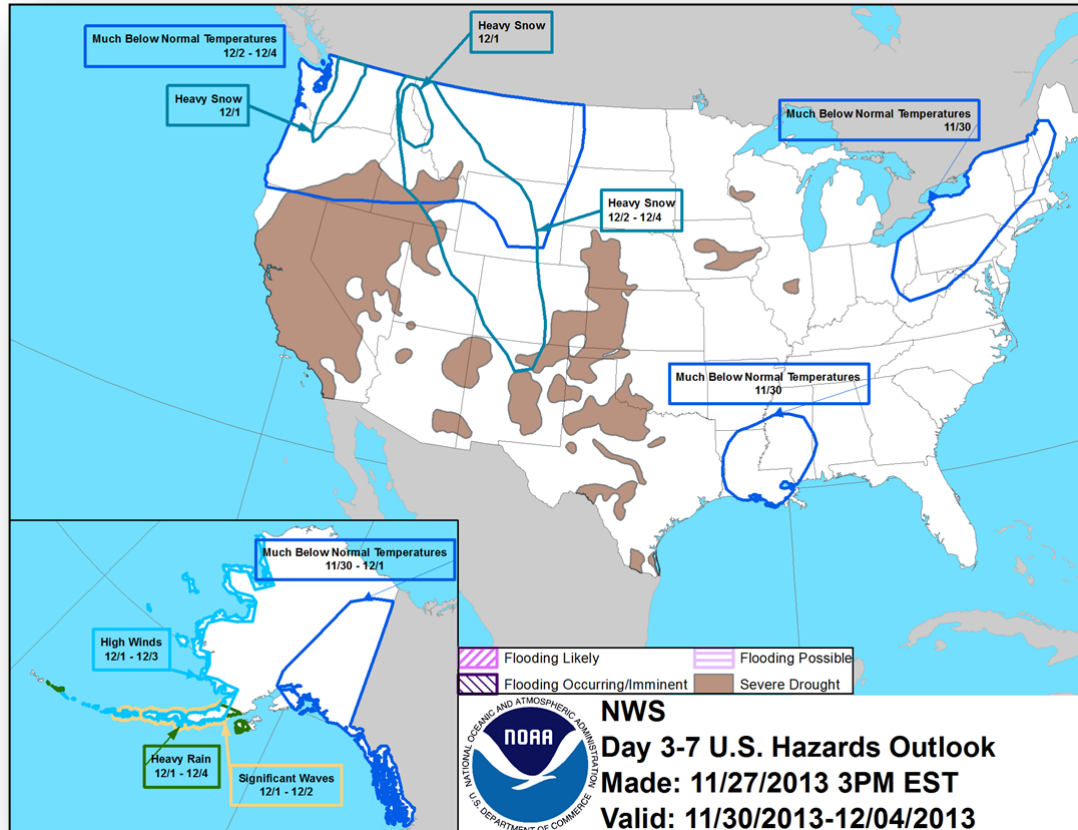 Much Below Normal Temperatures
12/2 - 12/4
Heavy Snow
12/1
Heavy Snow
12/1
Much Below Normal Temperatures
11/30
Heavy Snow
12/2 - 12/4
Much Below Normal Temperatures
11/30
Much Below Normal Temperatures
11/30 - 12/1
High Winds
12/1 - 12/3
Heavy Rain
12/1 - 12/4
Significant Waves
12/1 - 12/2
Flooding Likely
Flooding Possible
Flooding Occurring/Imminent
Severe Drought
NATIONAL OCEANIC AND ATMOSPHERIC ADMINISTRATION
NOAA
U.S. DEPARTMENT OF COMMERCE
NWS
Day 3-7 U.S. Hazards Outlook
Made: 11/27/2013 3PM EST
Valid: 11/30/2013-12/04/2013